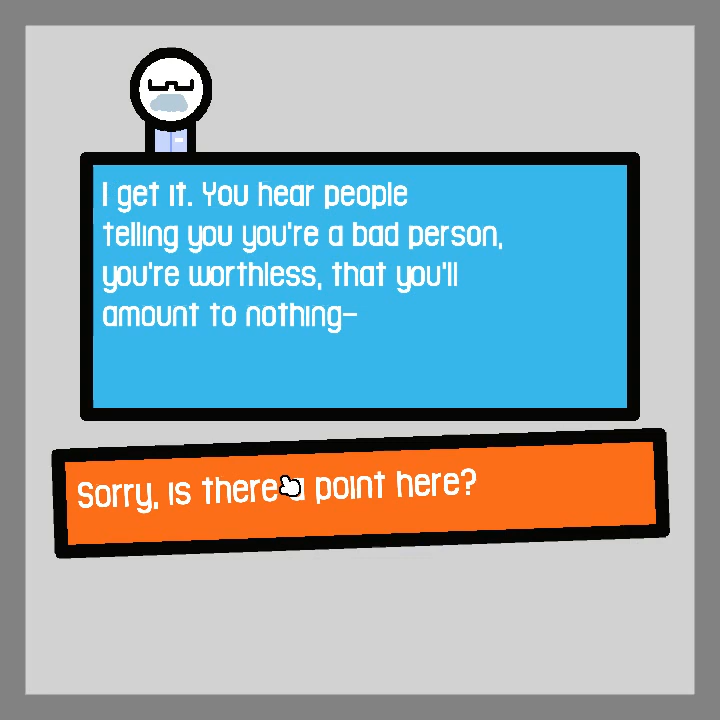 I get it. You hear people
telling you you're a bad person,
you're worthless, that you'll
amount to nothing–
Sorry, is there a point here?